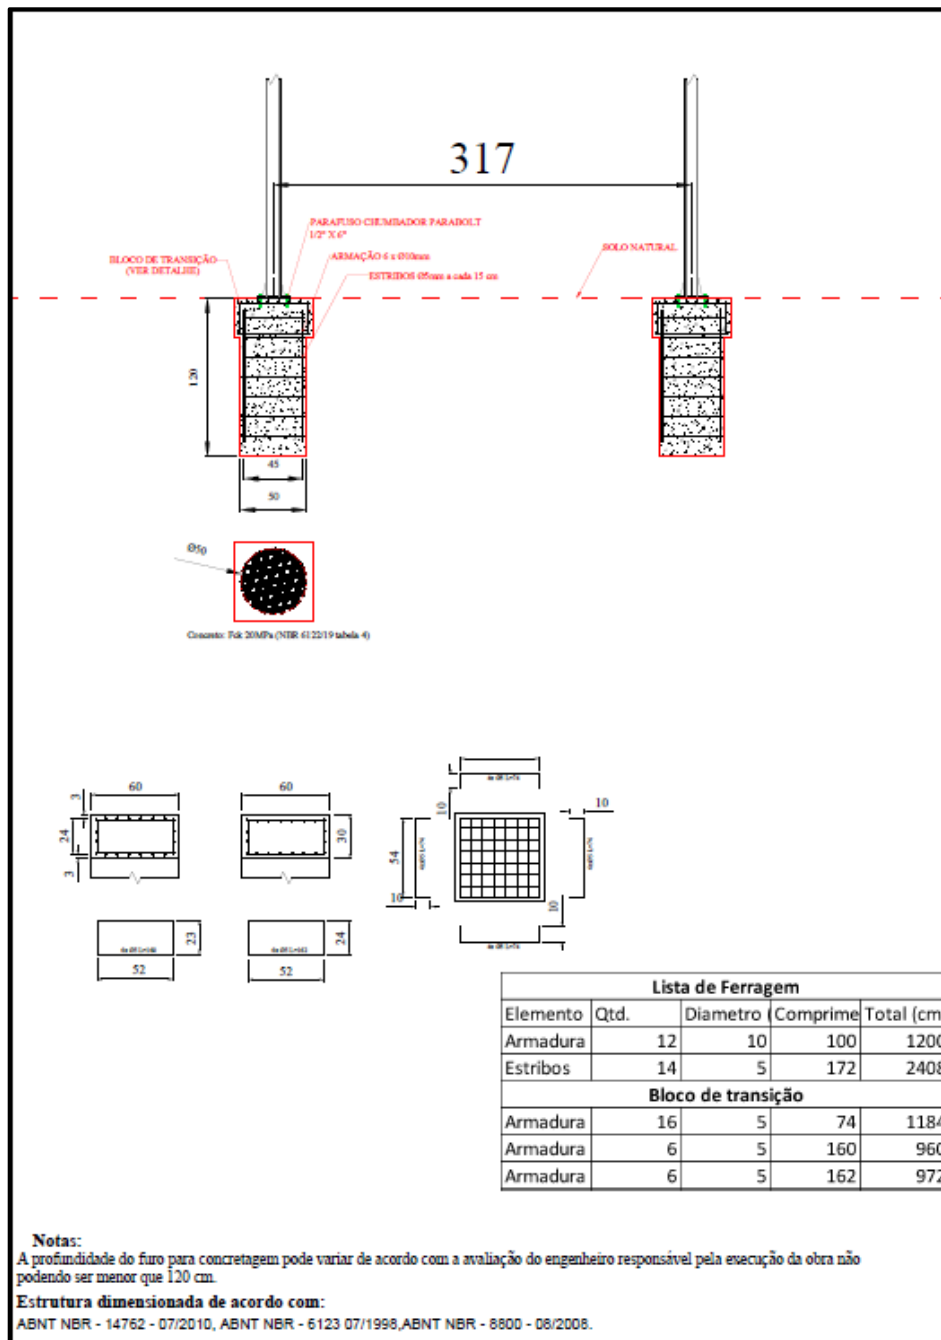 317
PARAFUSO CHUMBADOR PARABOLT
1/2" X 6"
BLOCO DE TRANSIÇÃO
(VER DETALHE)
ARMAÇÃO 6 x Ø10mm
SOLO NATURAL
ESTRIBOS Ø5mm a cada 15 cm
120
45
50
Ø50
Concreto: Fck 20MPa (NBR 6122/19 tabela 4)
60
60
3
24
3
30
10
10
54
10
10
23
52
24
52
Lista de Ferragem
Elemento Qtd. Diametro ( Comprime Total (cm
Armadura 12 10 100 1200
Estribos 14 5 172 2408
Bloco de transição
Armadura 16 5 74 1184
Armadura 6 5 160 960
Armadura 6 5 162 972
Notas:
A profundidade do furo para concretagem pode variar de acordo com a avaliação do engenheiro responsável pela execução da obra não
podendo ser menor que 120 cm.
Estrutura dimensionada de acordo com:
ABNT NBR - 14762 - 07/2010, ABNT NBR - 6123 07/1998,ABNT NBR - 8800 - 08/2008.